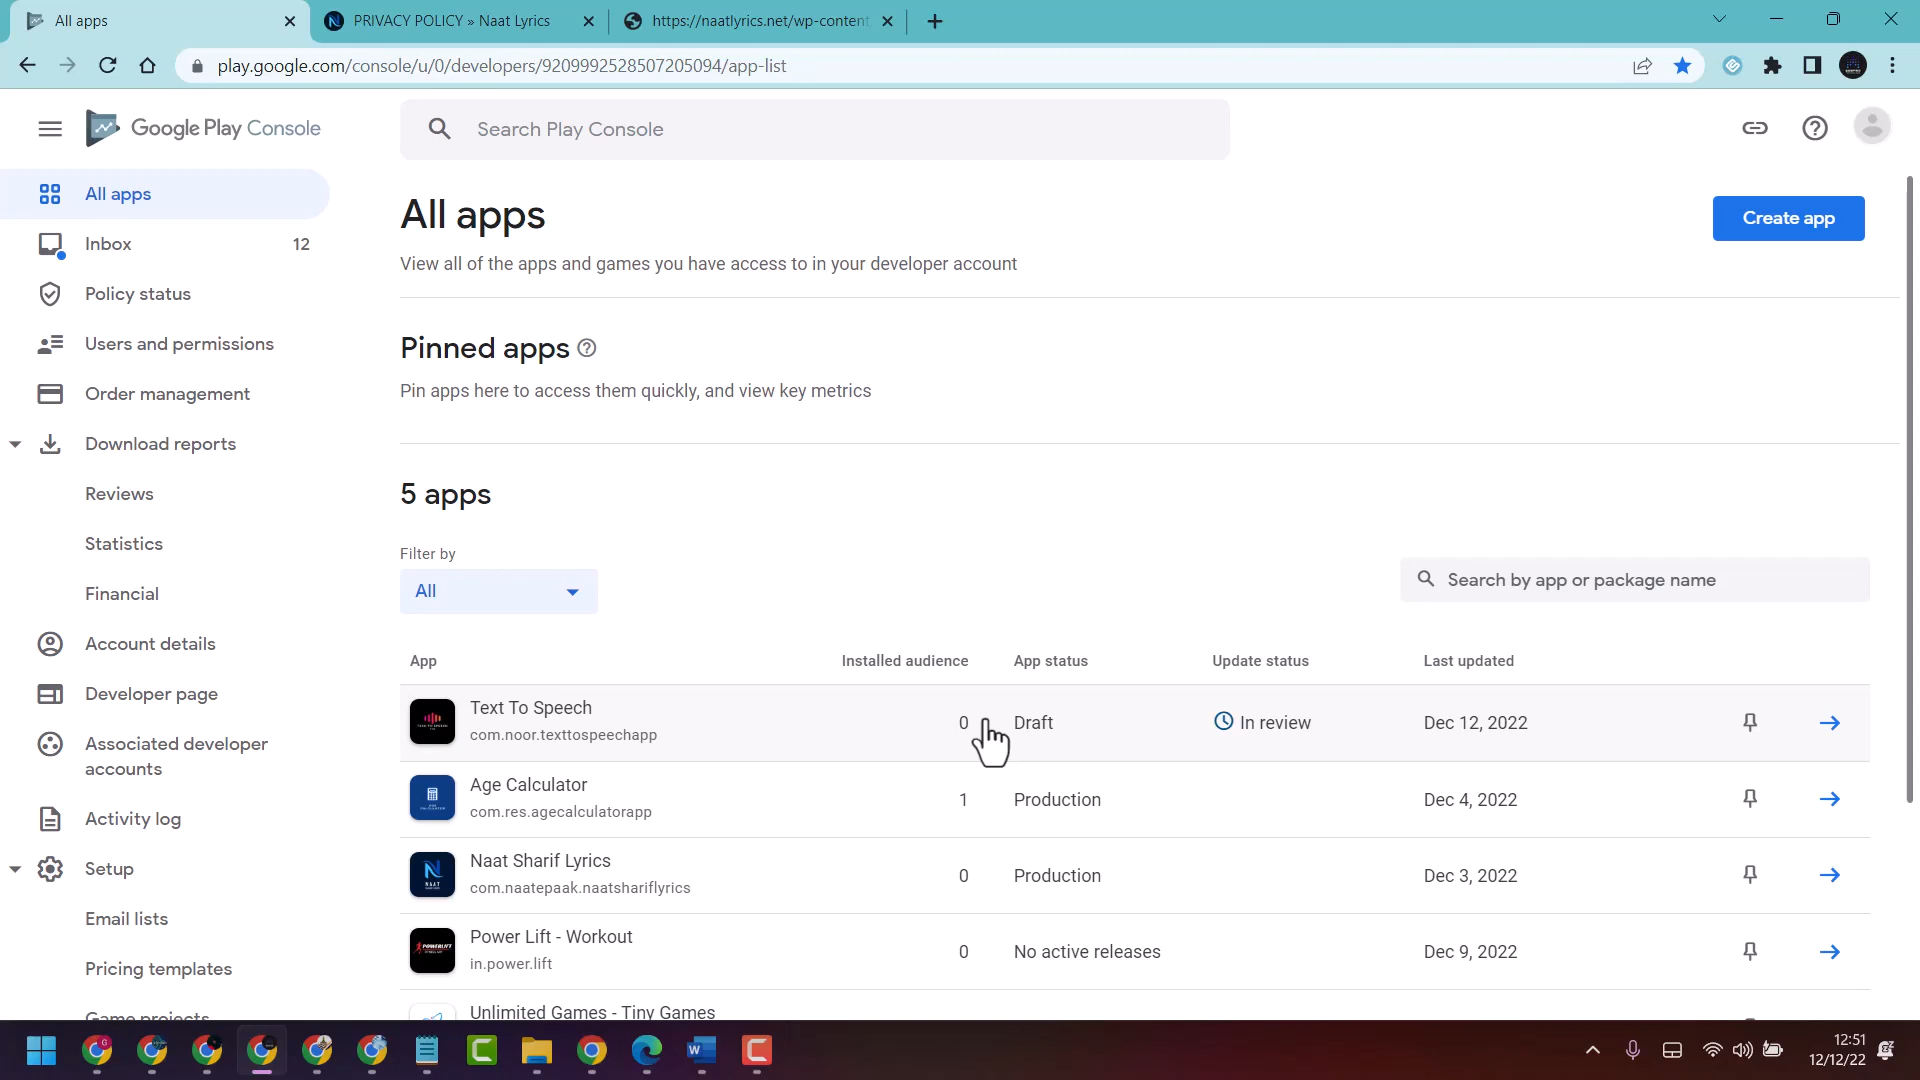 All apps
PRIVACY POLICY » Naat Lyrics
https://naatlyrics.net/wp-content
play.google.com/console/u/0/developers/9209992528507205094/app-list
Google Play Console
Search Play Console
All apps
Inbox 12
Policy status
Users and permissions
Order management
Download reports
Reviews
Statistics
Financial
Account details
Developer page
Associated developer
accounts
Activity log
Setup
Email lists
Pricing templates
Game projects
All apps
Create app
View all of the apps and games you have access to in your developer account
Pinned apps
Pin apps here to access them quickly, and view key metrics
5 apps
Filter by
All
Search by app or package name
App Installed audience App status Update status Last updated
Text To Speech
com.noor.texttospeechapp
0 Draft In review Dec 12, 2022
Age Calculator
com.res.agecalculatorapp
1 Production Dec 4, 2022
Naat Sharif Lyrics
com.naatepaak.naatshariflyrics
0 Production Dec 3, 2022
Power Lift - Workout
in.power.lift
0 No active releases Dec 9, 2022
Unlimited Games - Tiny Games
12:51
12/12/22